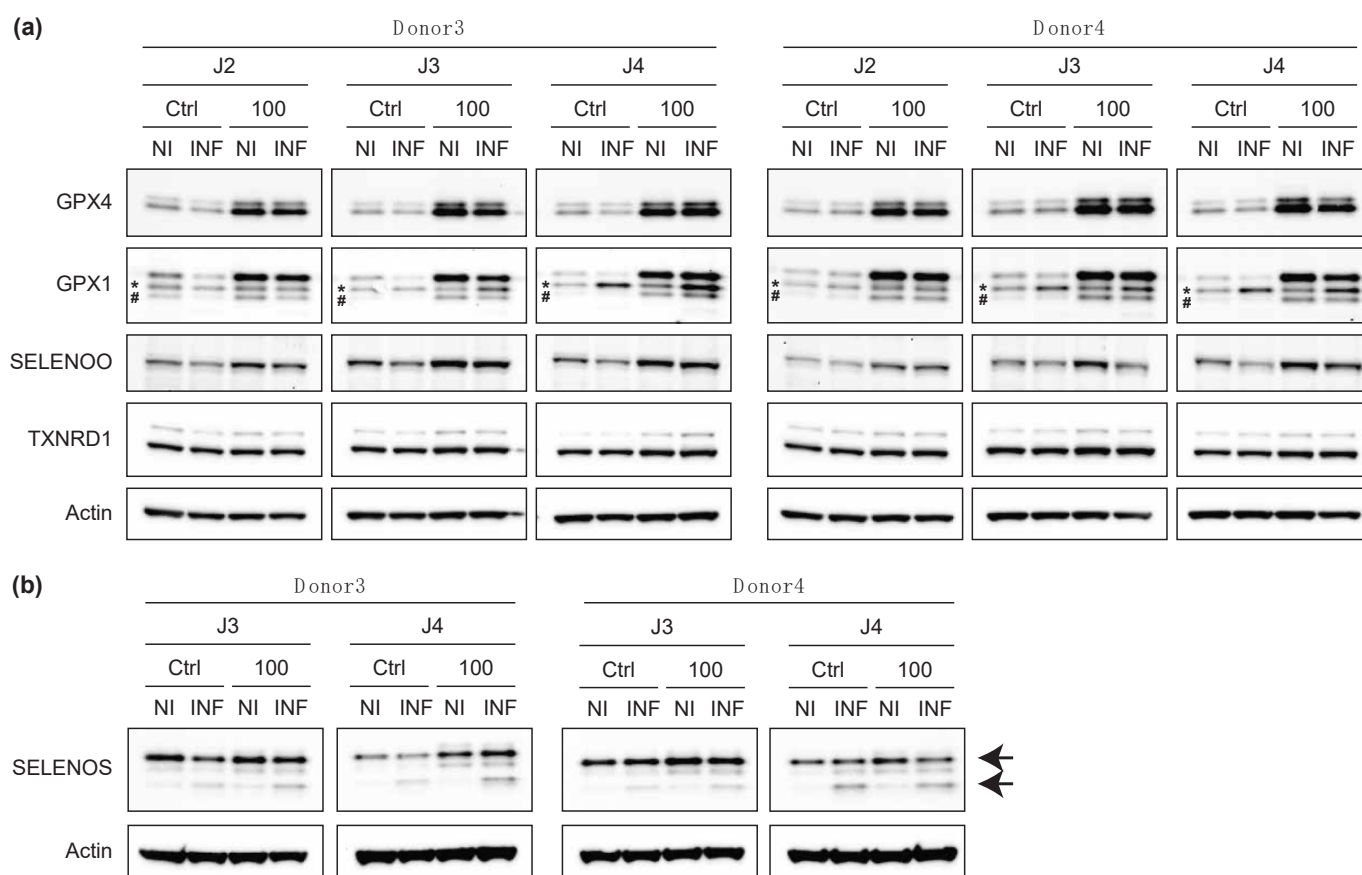 (a)
Donor3 Donor4
J2 J3 J4 J2 J3 J4
Ctrl 100 Ctrl 100 Ctrl 100 Ctrl 100 Ctrl 100 Ctrl 100
NI INF NI INF NI INF NI INF NI INF NI INF NI INF NI INF NI INF NI INF NI INF NI INF
GPX4
GPX1
* * * * * *
# # # # # #
SELENOO
TXNRD1
Actin
(b)
Donor3 Donor4
J3 J4 J3 J4
Ctrl 100 Ctrl 100 Ctrl 100 Ctrl 100
NI INF NI INF NI INF NI INF NI INF NI INF NI INF NI INF
SELENOS
Actin